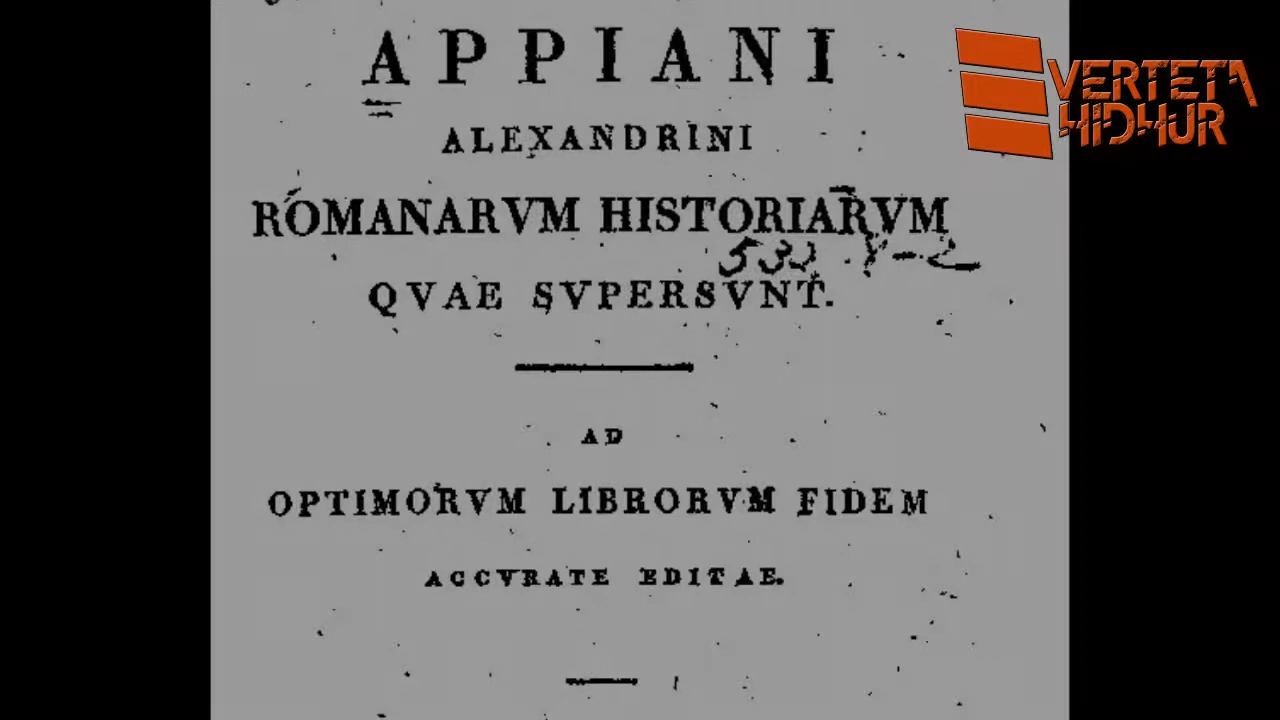 APPIANI
ALEXANDRINI
ROMANARVM HISTORIARVM
QVAE SVPERSVNT.
AD
OPTIMORVM LIBRORVM FIDEM
ACCVRATE EDITAE.
VERTETA
HIDHUR